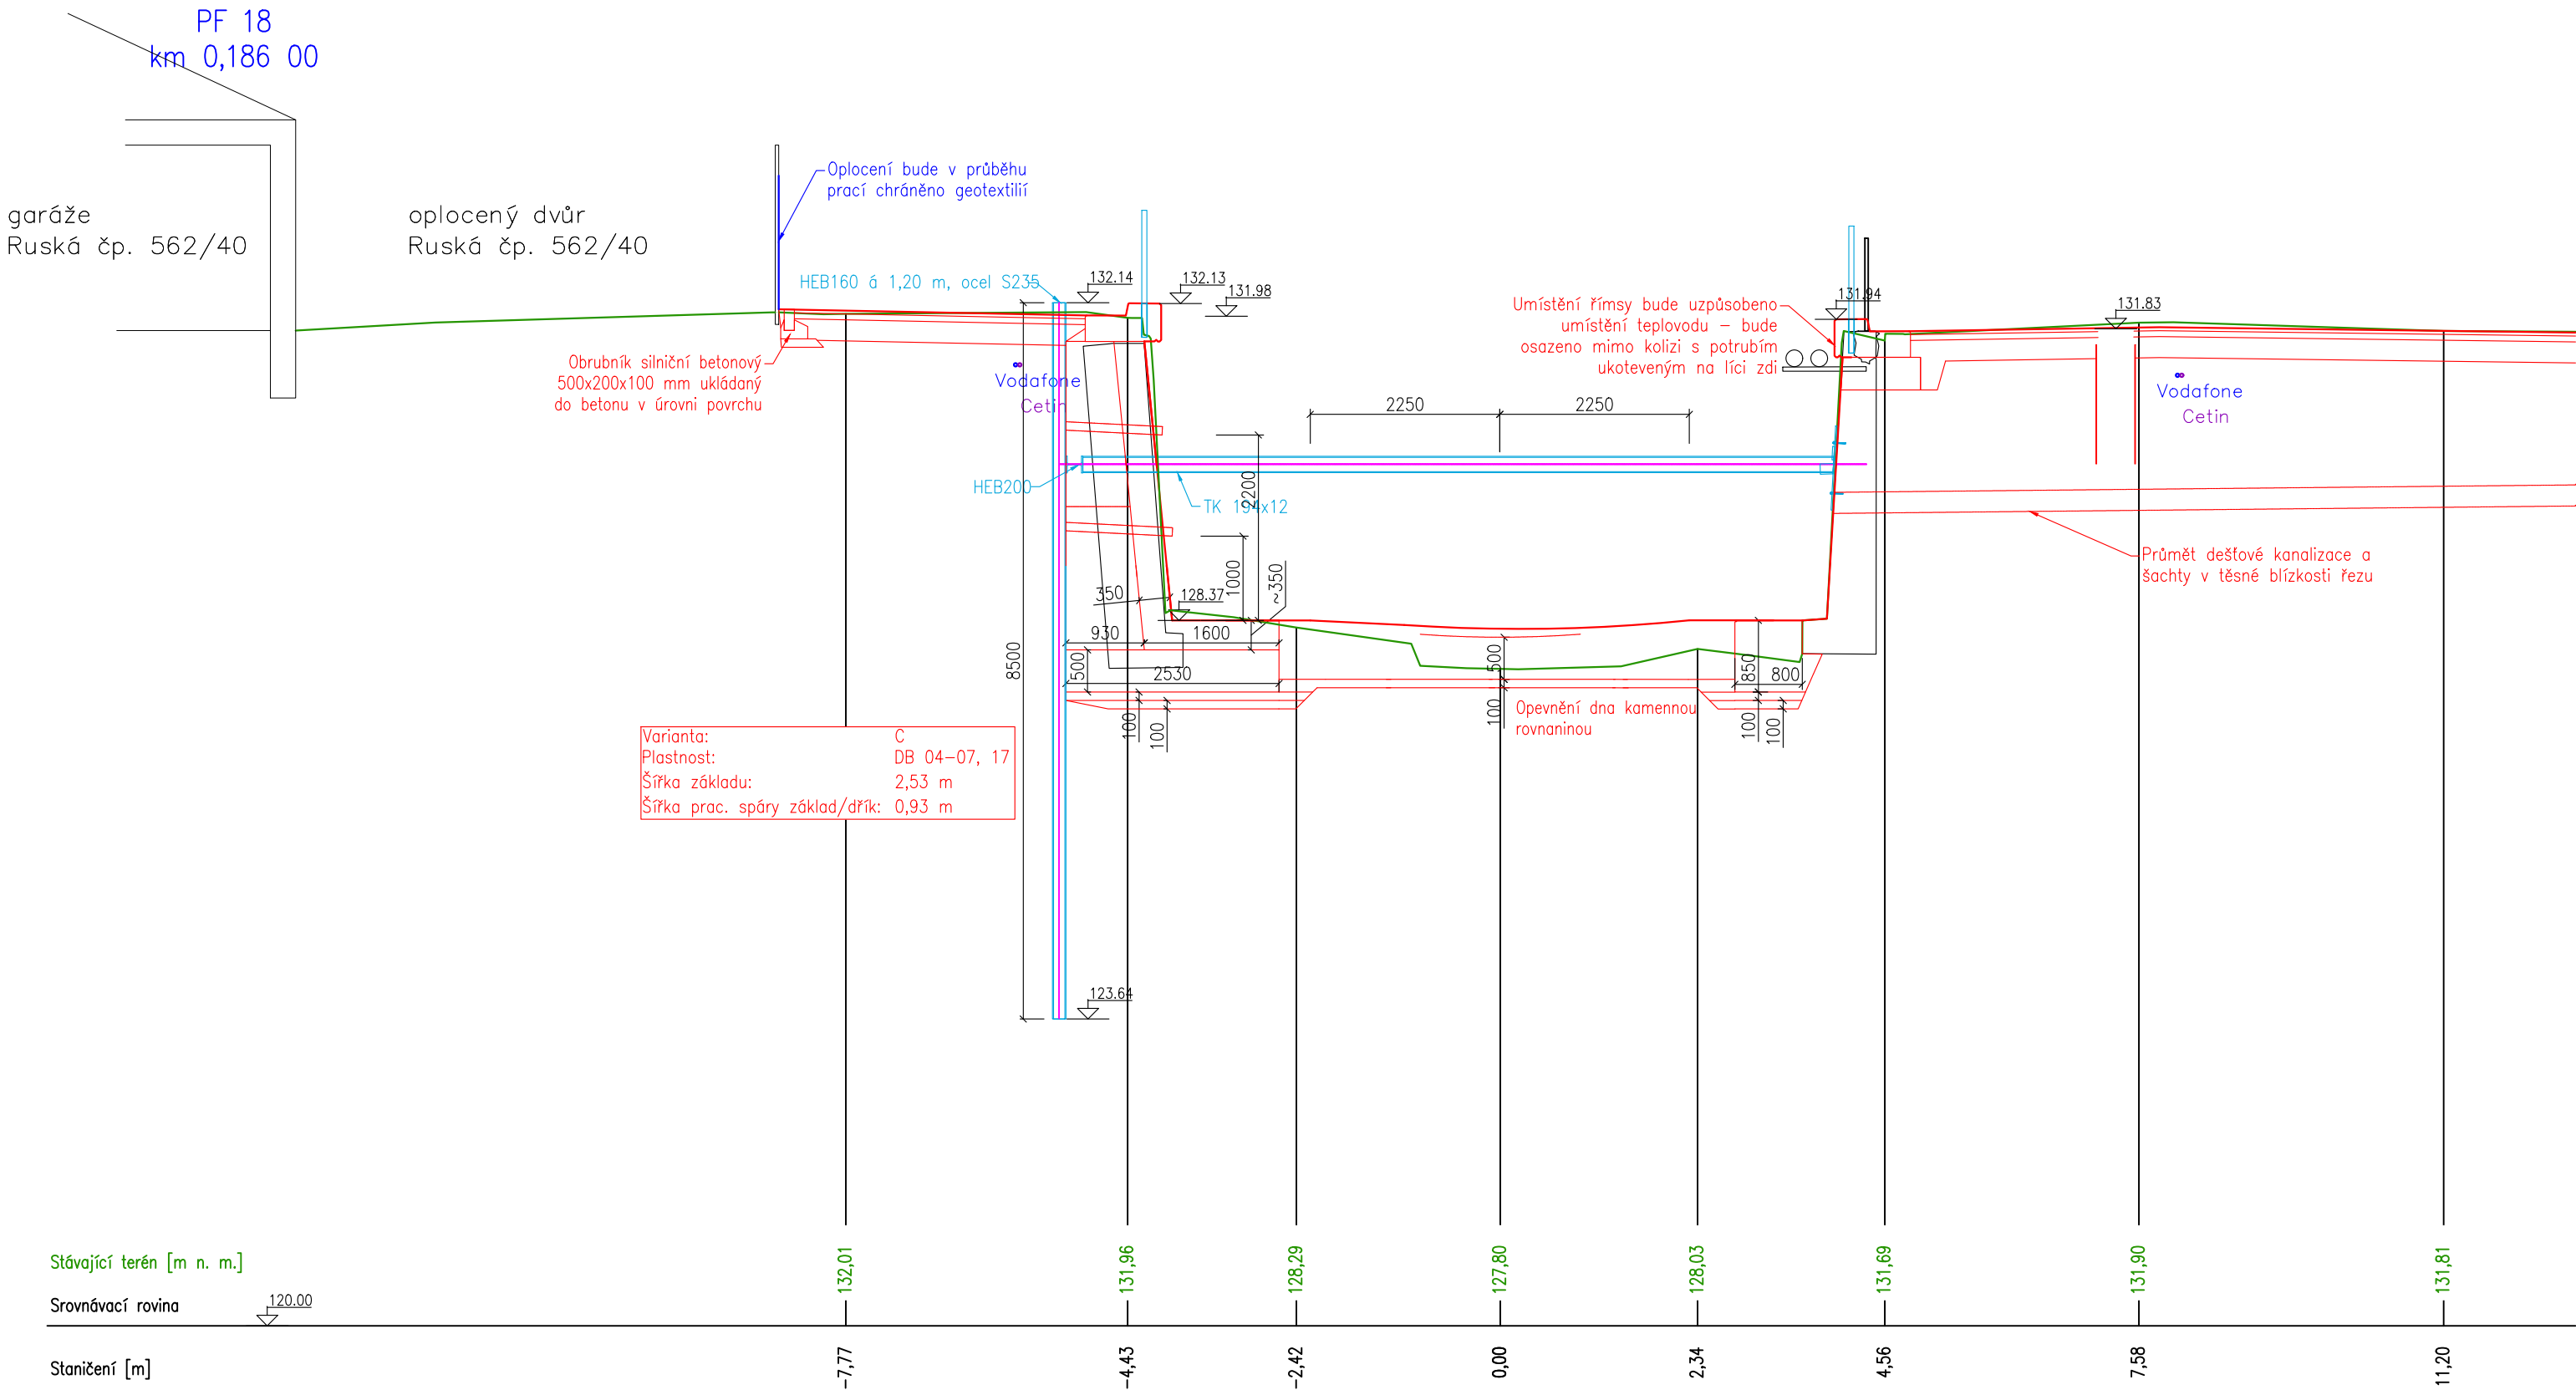 PF 18
km 0,186 00
garáže
Ruská čp. 562/40
oplocený dvůr
Ruská čp. 562/40
Oplocení bude v průběhu
prací chráněno geotextilií
HEB160 á 1,20 m, ocel S235
132.14
132.13
131.98
Obrubník silniční betonový
500x200x100 mm ukládaný
do betonu v úrovni povrchu
Vodafone
Cetin
Umístění římsy bude uzpůsobeno
umístění teplovodu – bude
osazeno mimo kolizi s potrubím
ukoteveným na líci zdi
131.94
131.83
Vodafone
Cetin
2250
2250
HEB200
TK 194x12
2200
1000
~350
350
128.37
930
1600
500
2530
8500
100
100
500
100
850
800
100
100
Opevnění dna kamennou
rovnaninou
Průmět dešťové kanalizace a
šachty v těsné blízkosti řezu
Varianta: C
Plastnost: DB 04-07, 17
Šířka základu: 2,53 m
Šířka prac. spáry základ/dřík: 0,93 m
123.64
Stávající terén [m n. m.]
132,01
131,96
128,29
127,80
128,03
131,69
131,90
131,81
Srovnávací rovina
120.00
Staničení [m]
-7,77
-4,43
-2,42
0,00
2,34
4,56
7,58
11,20